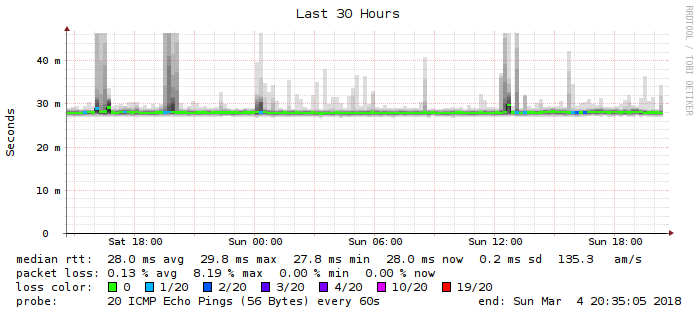 Last 30 Hours
RRDTOOL / TOBI OETIKER
Seconds
40 m
30 m
20 m
10 m
0
Sat 18:00 Sun 00:00 Sun 06:00 Sun 12:00 Sun 18:00
median rtt: 28.0 ms avg 29.8 ms max 27.8 ms min 28.0 ms now 0.2 ms sd 135.3 am/s
packet loss: 0.13 % avg 8.19 % max 0.00 % min 0.00 % now
loss color: 0 1/20 2/20 3/20 4/20 10/20 19/20
probe: 20 ICMP Echo Pings (56 Bytes) every 60s end: Sun Mar 4 20:35:05 2018